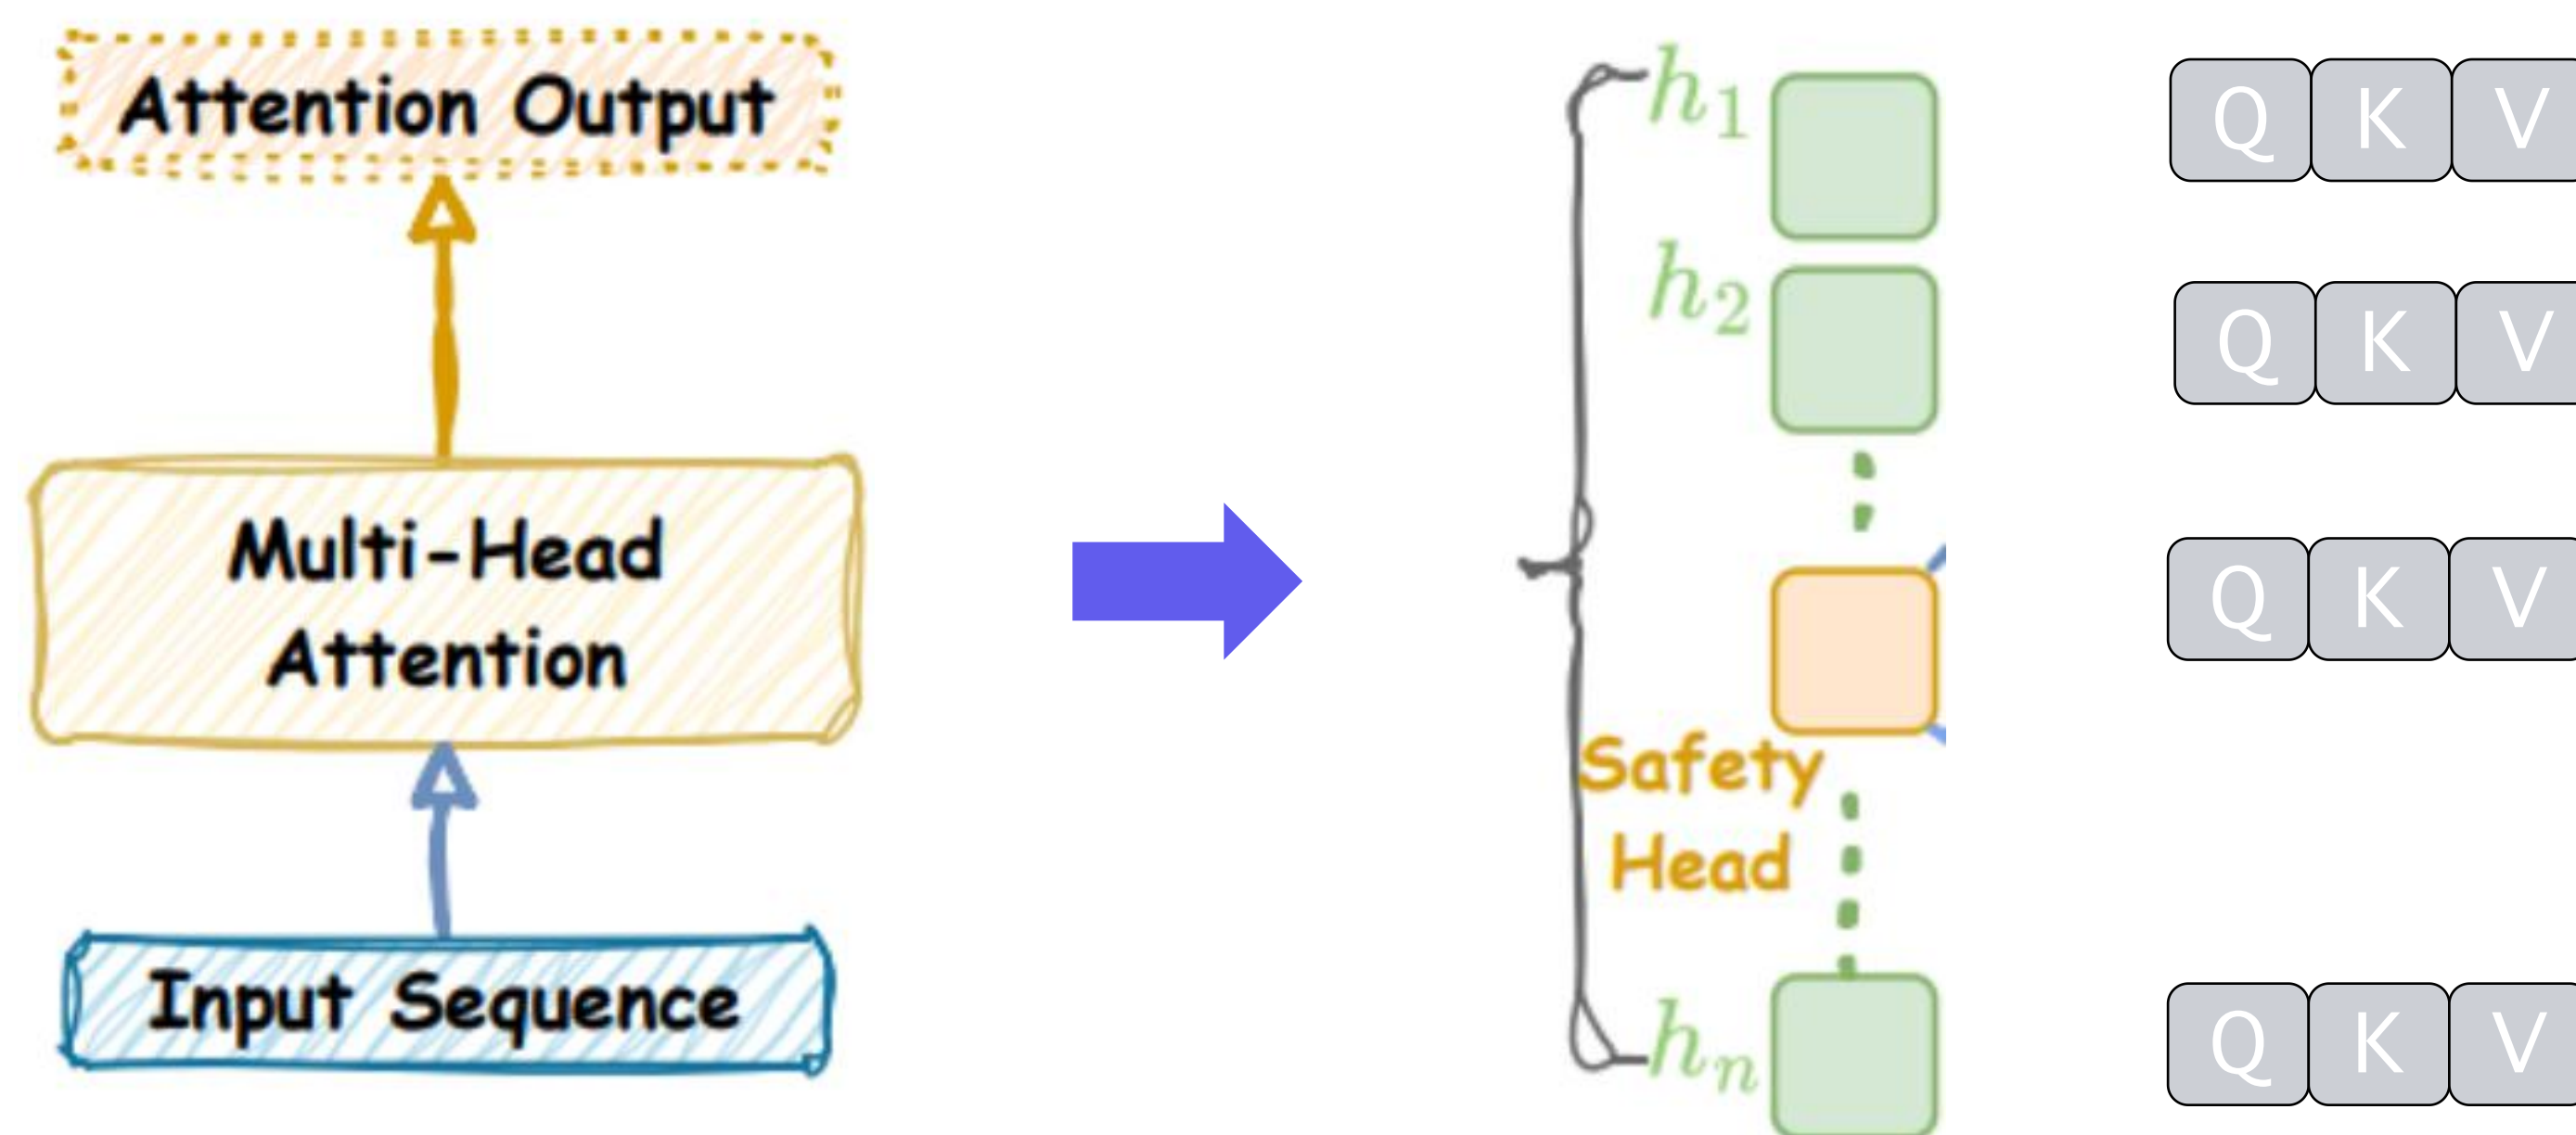 Attention Output
Multi-Head
Attention
Input Sequence
h1
h2
Safety
Head
hn
Q K V
Q K V
Q K V
Q K V